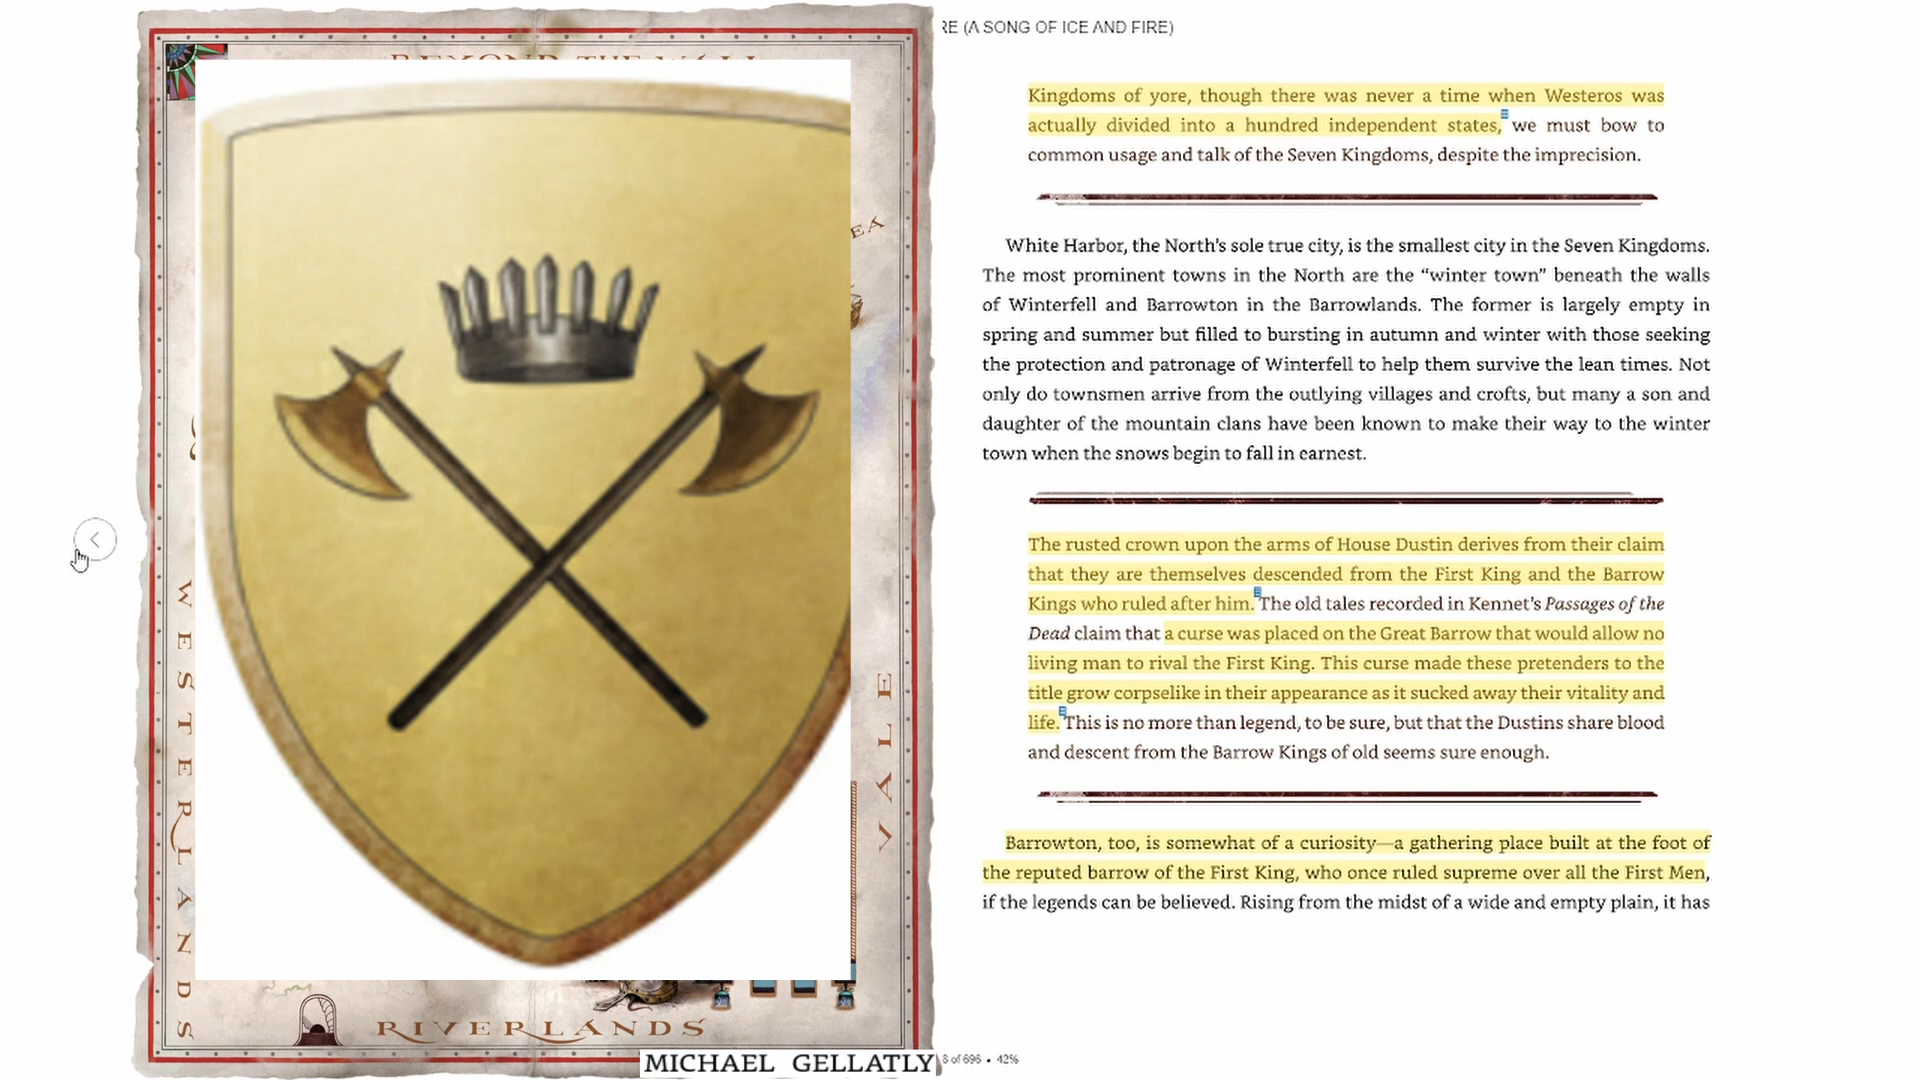 BEYOND THE WALL
EA
WESTERLANDS
VALE
RIVERLANDS
MICHAEL GELLATLY
RE (A SONG OF ICE AND FIRE)
Kingdoms of yore, though there was never a time when Westeros was
actually divided into a hundred independent states, we must bow to
common usage and talk of the Seven Kingdoms, despite the imprecision.
White Harbor, the North’s sole true city, is the smallest city in the Seven Kingdoms.
The most prominent towns in the North are the “winter town” beneath the walls
of Winterfell and Barrowton in the Barrowlands. The former is largely empty in
spring and summer but filled to bursting in autumn and winter with those seeking
the protection and patronage of Winterfell to help them survive the lean times. Not
only do townsmen arrive from the outlying villages and crofts, but many a son and
daughter of the mountain clans have been known to make their way to the winter
town when the snows begin to fall in earnest.
The rusted crown upon the arms of House Dustin derives from their claim
that they are themselves descended from the First King and the Barrow
Kings who ruled after him. The old tales recorded in Kennet’s Passages of the
Dead claim that a curse was placed on the Great Barrow that would allow no
living man to rival the First King. This curse made these pretenders to the
title grow corpselike in their appearance as it sucked away their vitality and
life. This is no more than legend, to be sure, but that the Dustins share blood
and descent from the Barrow Kings of old seems sure enough.
Barrowton, too, is somewhat of a curiosity—a gathering place built at the foot of
the reputed barrow of the First King, who once ruled supreme over all the First Men,
if the legends can be believed. Rising from the midst of a wide and empty plain, it has
8 of 696 • 42%